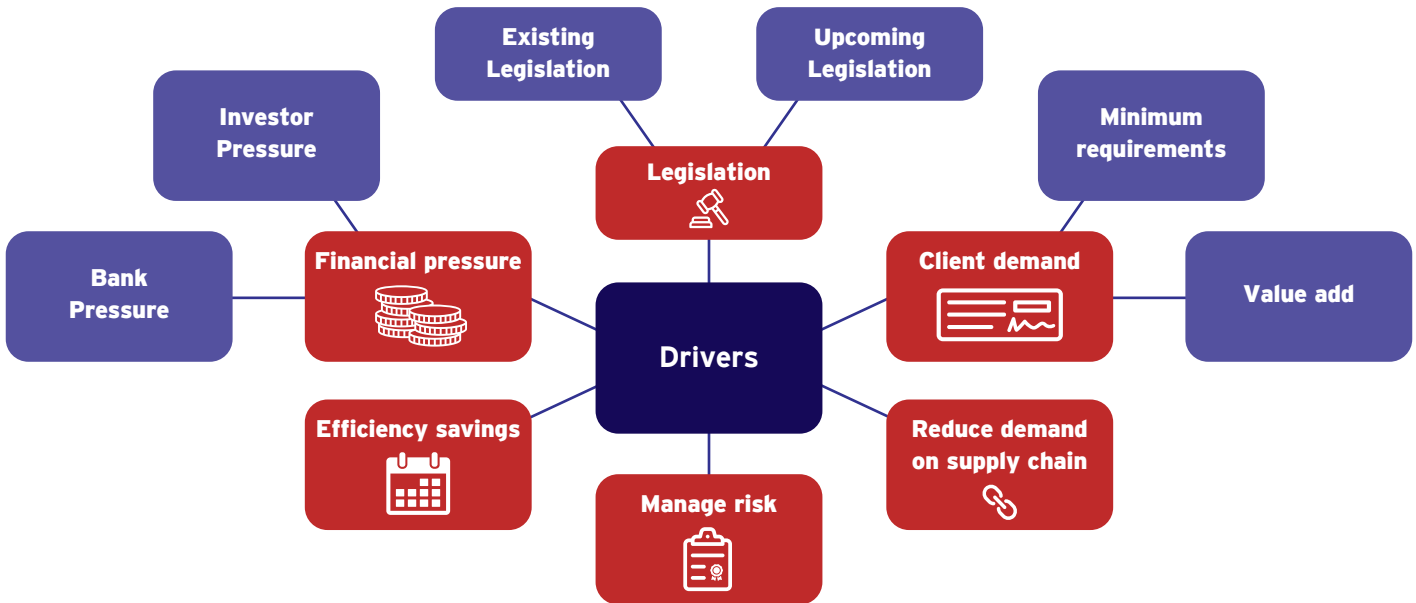 Existing
Legislation
Upcoming
Legislation
Investor
Pressure
Minimum
requirements
Legislation
Bank
Pressure
Financial pressure
Client demand
Value add
Drivers
Efficiency savings
Reduce demand
on supply chain
Manage risk